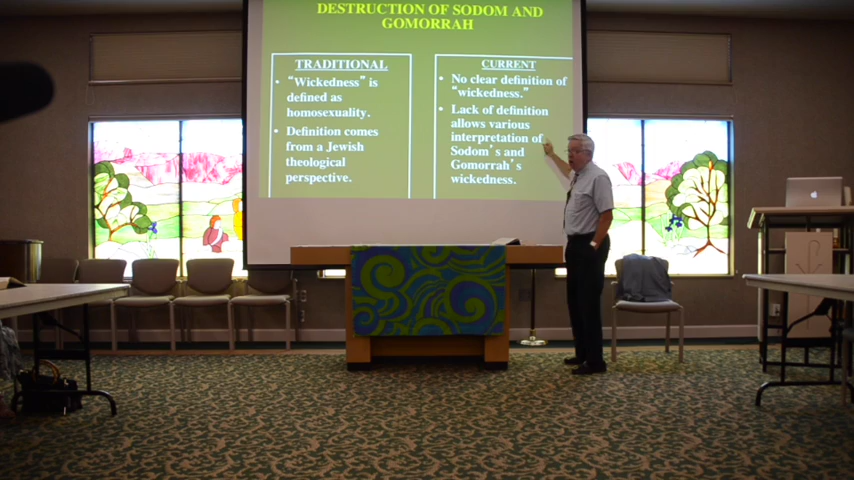 DESTRUCTION OF SODOM AND
GOMORRAH
TRADITIONAL
• "Wickedness" is
defined as
homosexuality.
• Definition comes
from a Jewish
theological
perspective.
CURRENT
• No clear definition of
"wickedness."
• Lack of definition
allows various
interpretation of
Sodom's and
Gomorrah's
wickedness.